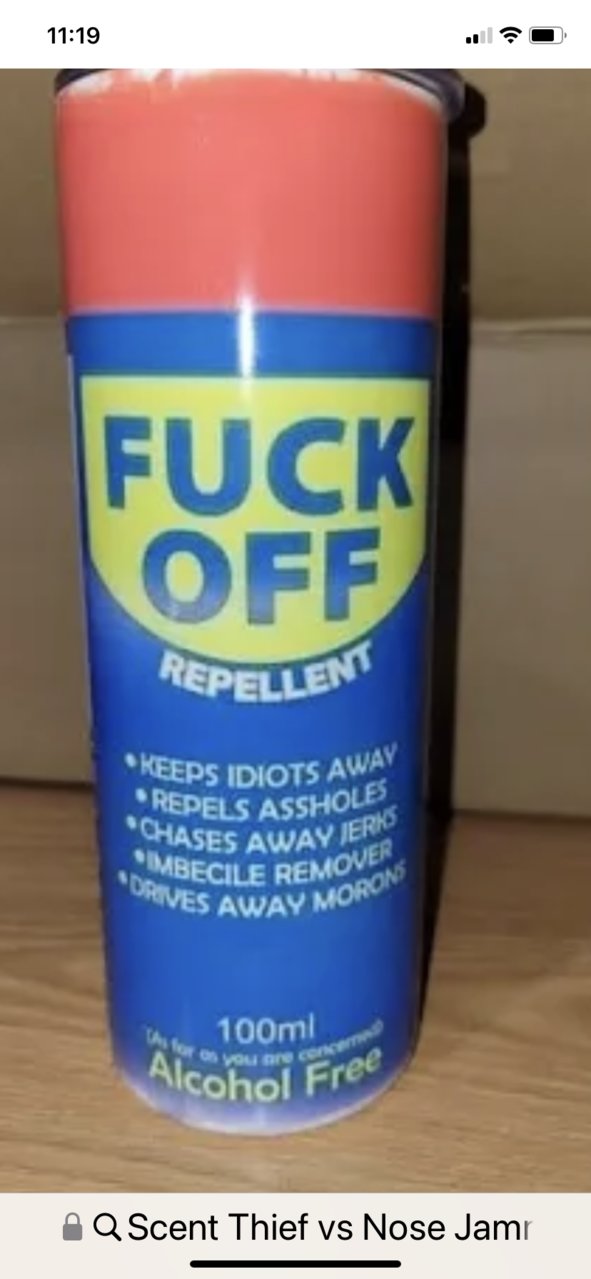 11:19
FUCK
OFF
REPELLENT
•KEEPS IDIOTS AWAY
•REPELS ASSHOLES
•CHASES AWAY JERKS
•IMBECILE REMOVER
•DRIVES AWAY MORONS
100ml
(As far as you are concerned)
Alcohol Free
Scent Thief vs Nose Jam